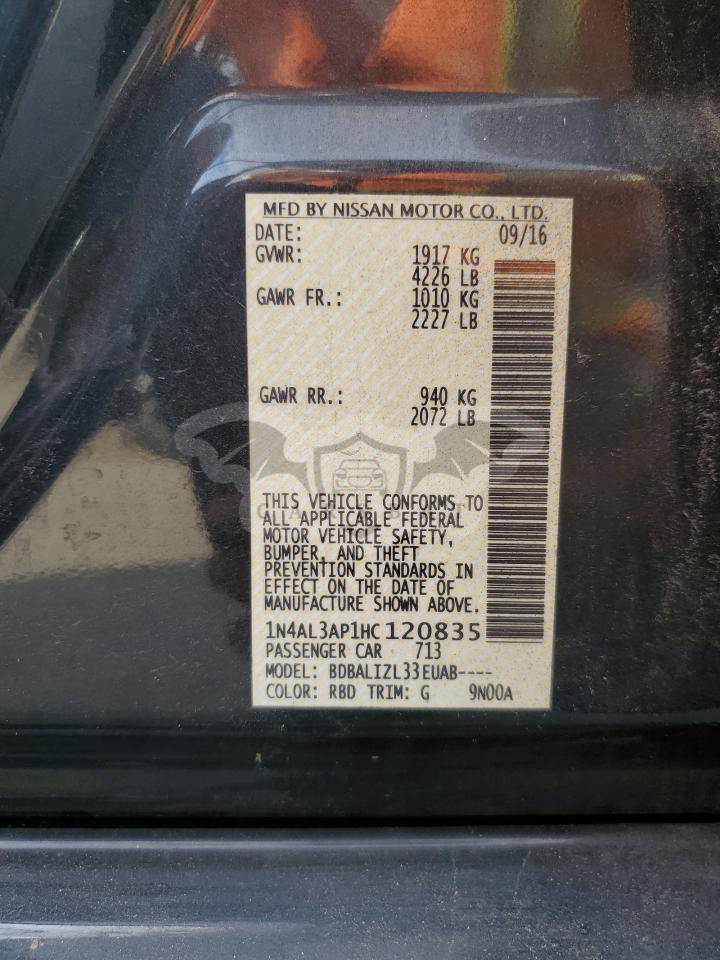 MFD BY NISSAN MOTOR CO., LTD.
DATE: 09/16
GVWR: 1917 KG
4226 LB
GAWR FR.: 1010 KG
2227 LB
GAWR RR.: 940 KG
2072 LB
THIS VEHICLE CONFORMS TO
ALL APPLICABLE FEDERAL
MOTOR VEHICLE SAFETY,
BUMPER, AND THEFT
PREVENTION STANDARDS IN
EFFECT ON THE DATE OF
MANUFACTURE SHOWN ABOVE.
1N4AL3AP1HC120835
PASSENGER CAR 713
MODEL: BDBALIZL33EUAB----
COLOR: RBD TRIM: G 9N00A